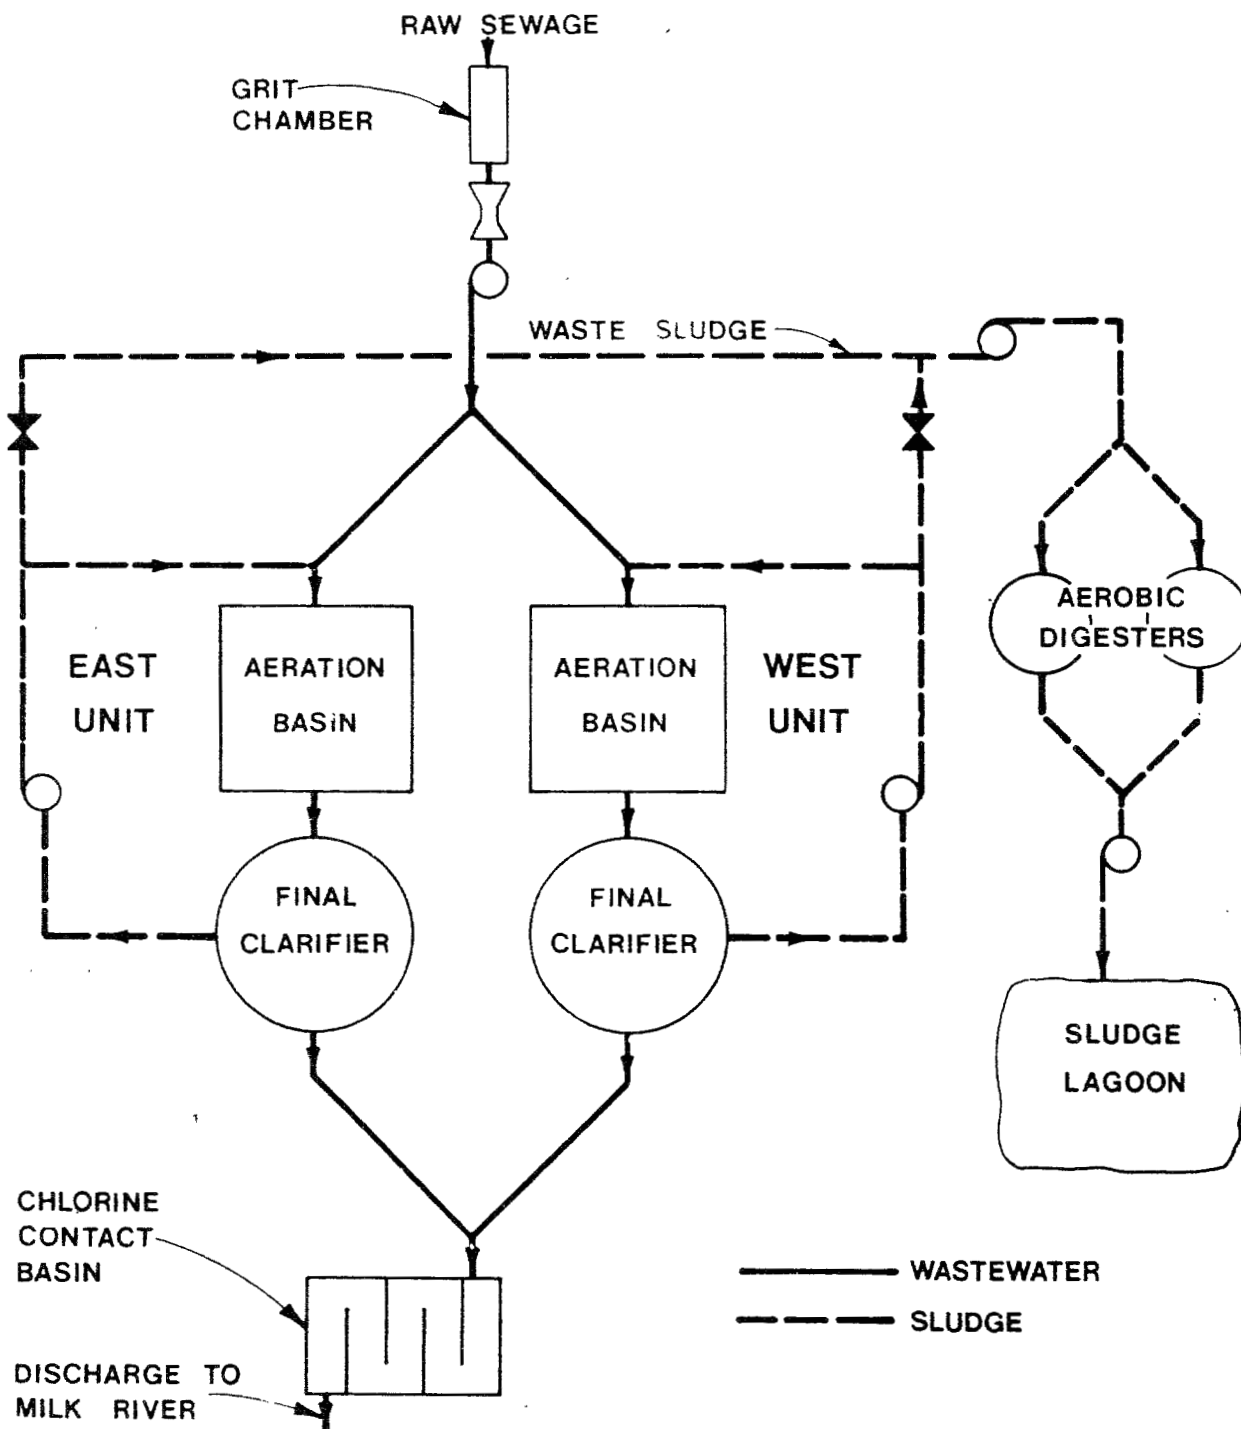 RAW SEWAGE
GRIT
CHAMBER
WASTE SLUDGE
AEROBIC
DIGESTERS
EAST
UNIT
AERATION
BASIN
AERATION
BASIN
WEST
UNIT
FINAL
CLARIFIER
FINAL
CLARIFIER
SLUDGE
LAGOON
CHLORINE
CONTACT
BASIN
WASTEWATER
SLUDGE
DISCHARGE TO
MILK RIVER